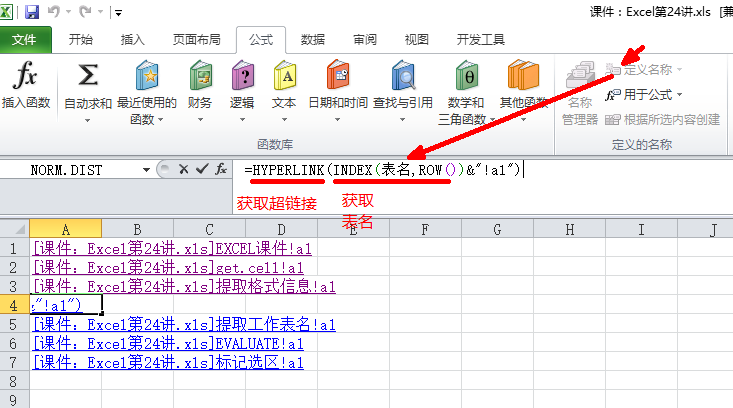 课件：Excel第24讲.xls [兼
文件 开始 插入 页面布局 公式 数据 审阅 视图 开发工具
fx Σ A θ
插入函数 自动求和 最近使用的函数 财务 逻辑 文本 日期和时间 查找与引用 数学和三角函数 其他函数 名称管理器 定义名称
fx 用于公式
根据所选内容创建
函数库 定义的名称
NORM.DIST fx =HYPERLINK(INDEX(表名,ROW())&"!a1")
获取超链接 获取
表名
A B C D E F G H I J
1 [课件：Excel第24讲.xls]EXCEL课件!a1
2 [课件：Excel第24讲.xls]get.cell!a1
3 [课件：Excel第24讲.xls]提取格式信息!a1
4 &"!a1")
5 [课件：Excel第24讲.xls]提取工作表名!a1
6 [课件：Excel第24讲.xls]EVALUATE!a1
7 [课件：Excel第24讲.xls]标记选区!a1
8
9